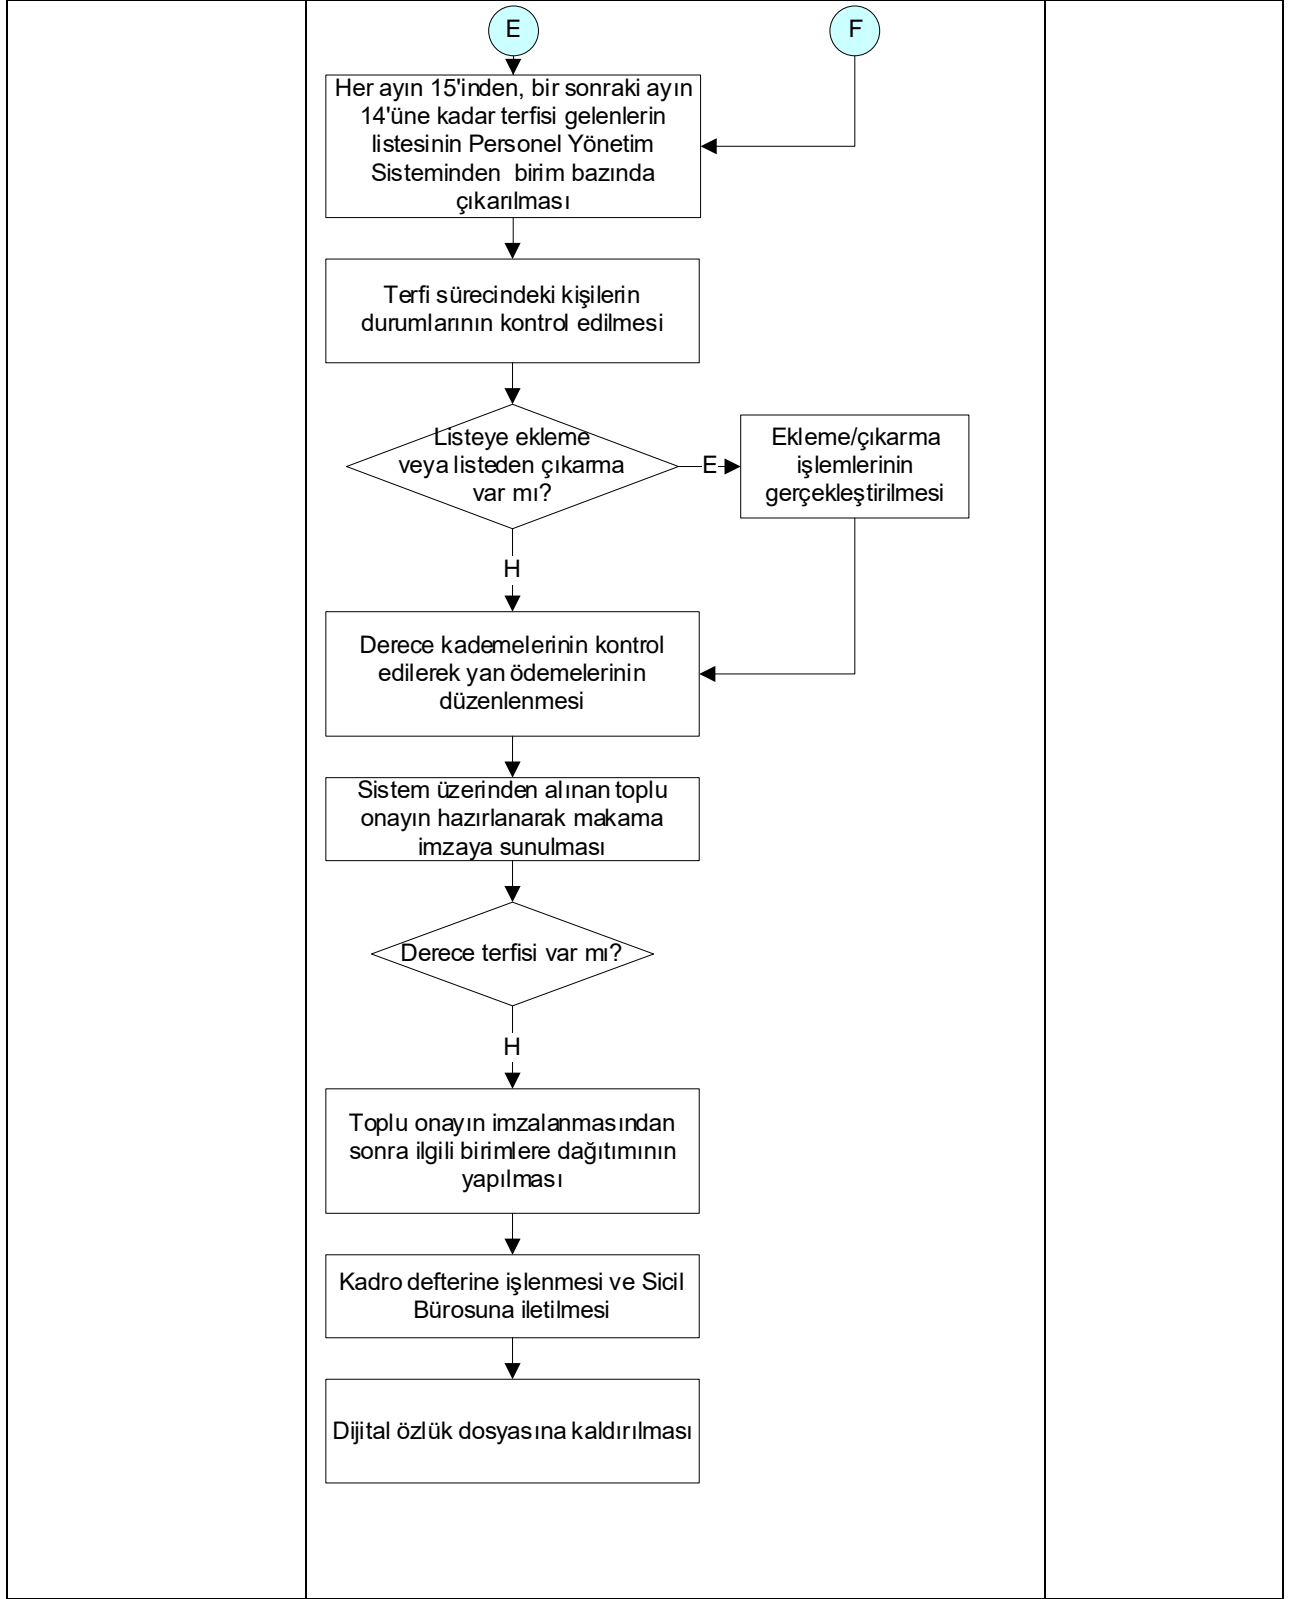 E
F
Her ayın 15'inden, bir sonraki ayın
14'üne kadar terfisi gelenlerin
listesinin Personel Yönetim
Sisteminden birim bazında
çıkarılması
Terfi sürecindeki kişilerin
durumlarının kontrol edilmesi
Listeye ekleme
veya listeden çıkarma
var mı?
E
Ekleme/çıkarma
işlemlerinin
gerçekleştirilmesi
H
Derece kademelerinin kontrol
edilerek yan ödemelerinin
düzenlenmesi
Sistem üzerinden alınan toplu
onayın hazırlanarak makama
imzaya sunulması
Derece terfisi var mı?
H
Toplu onayın imzalanmasından
sonra ilgili birimlere dağıtımının
yapılması
Kadro defterine işlenmesi ve Sicil
Bürosuna iletilmesi
Dijital özlük dosyasına kaldırılması